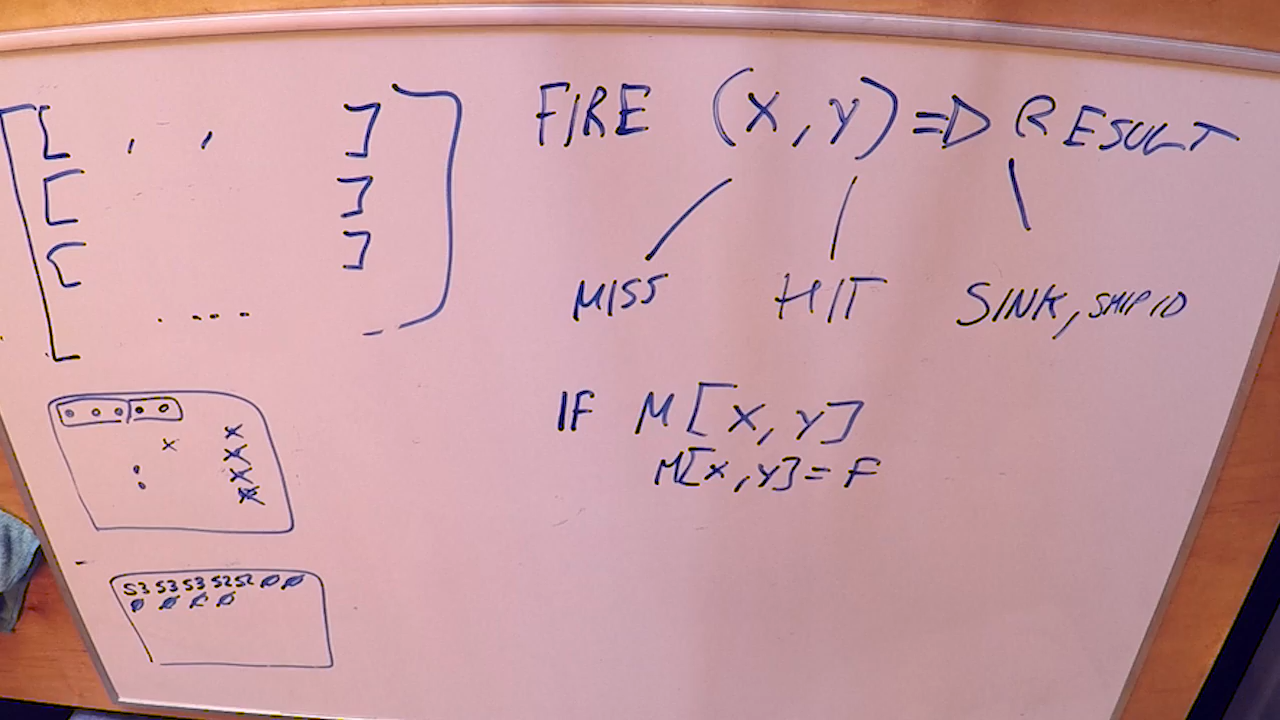 [ [ , , ] ]
[ ]
[ ]
. ...
FIRE (X, Y) => RESULT
MISS HIT SINK, SHIP ID
IF M[X, Y]
M[X, Y] = F
X X
X
X
X
S3 S3 S3 S2 S2 Ø Ø
Ø Ø Ø Ø